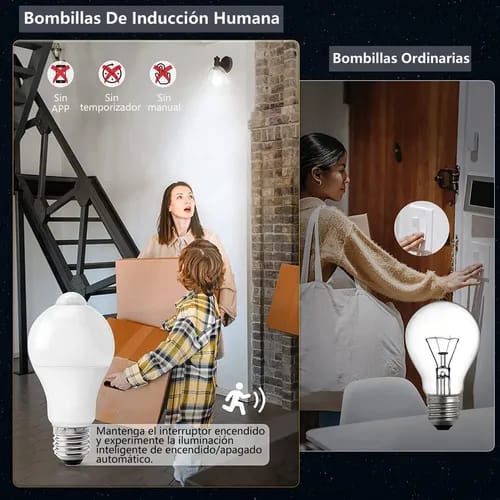 Bombillas De Inducción Humana
Bombillas Ordinarias
Sin
APP
Sin
temporizador
Sin
manual
Mantenga el interruptor encendido
y experimente la iluminación
inteligente de encendido/apagado
automático.